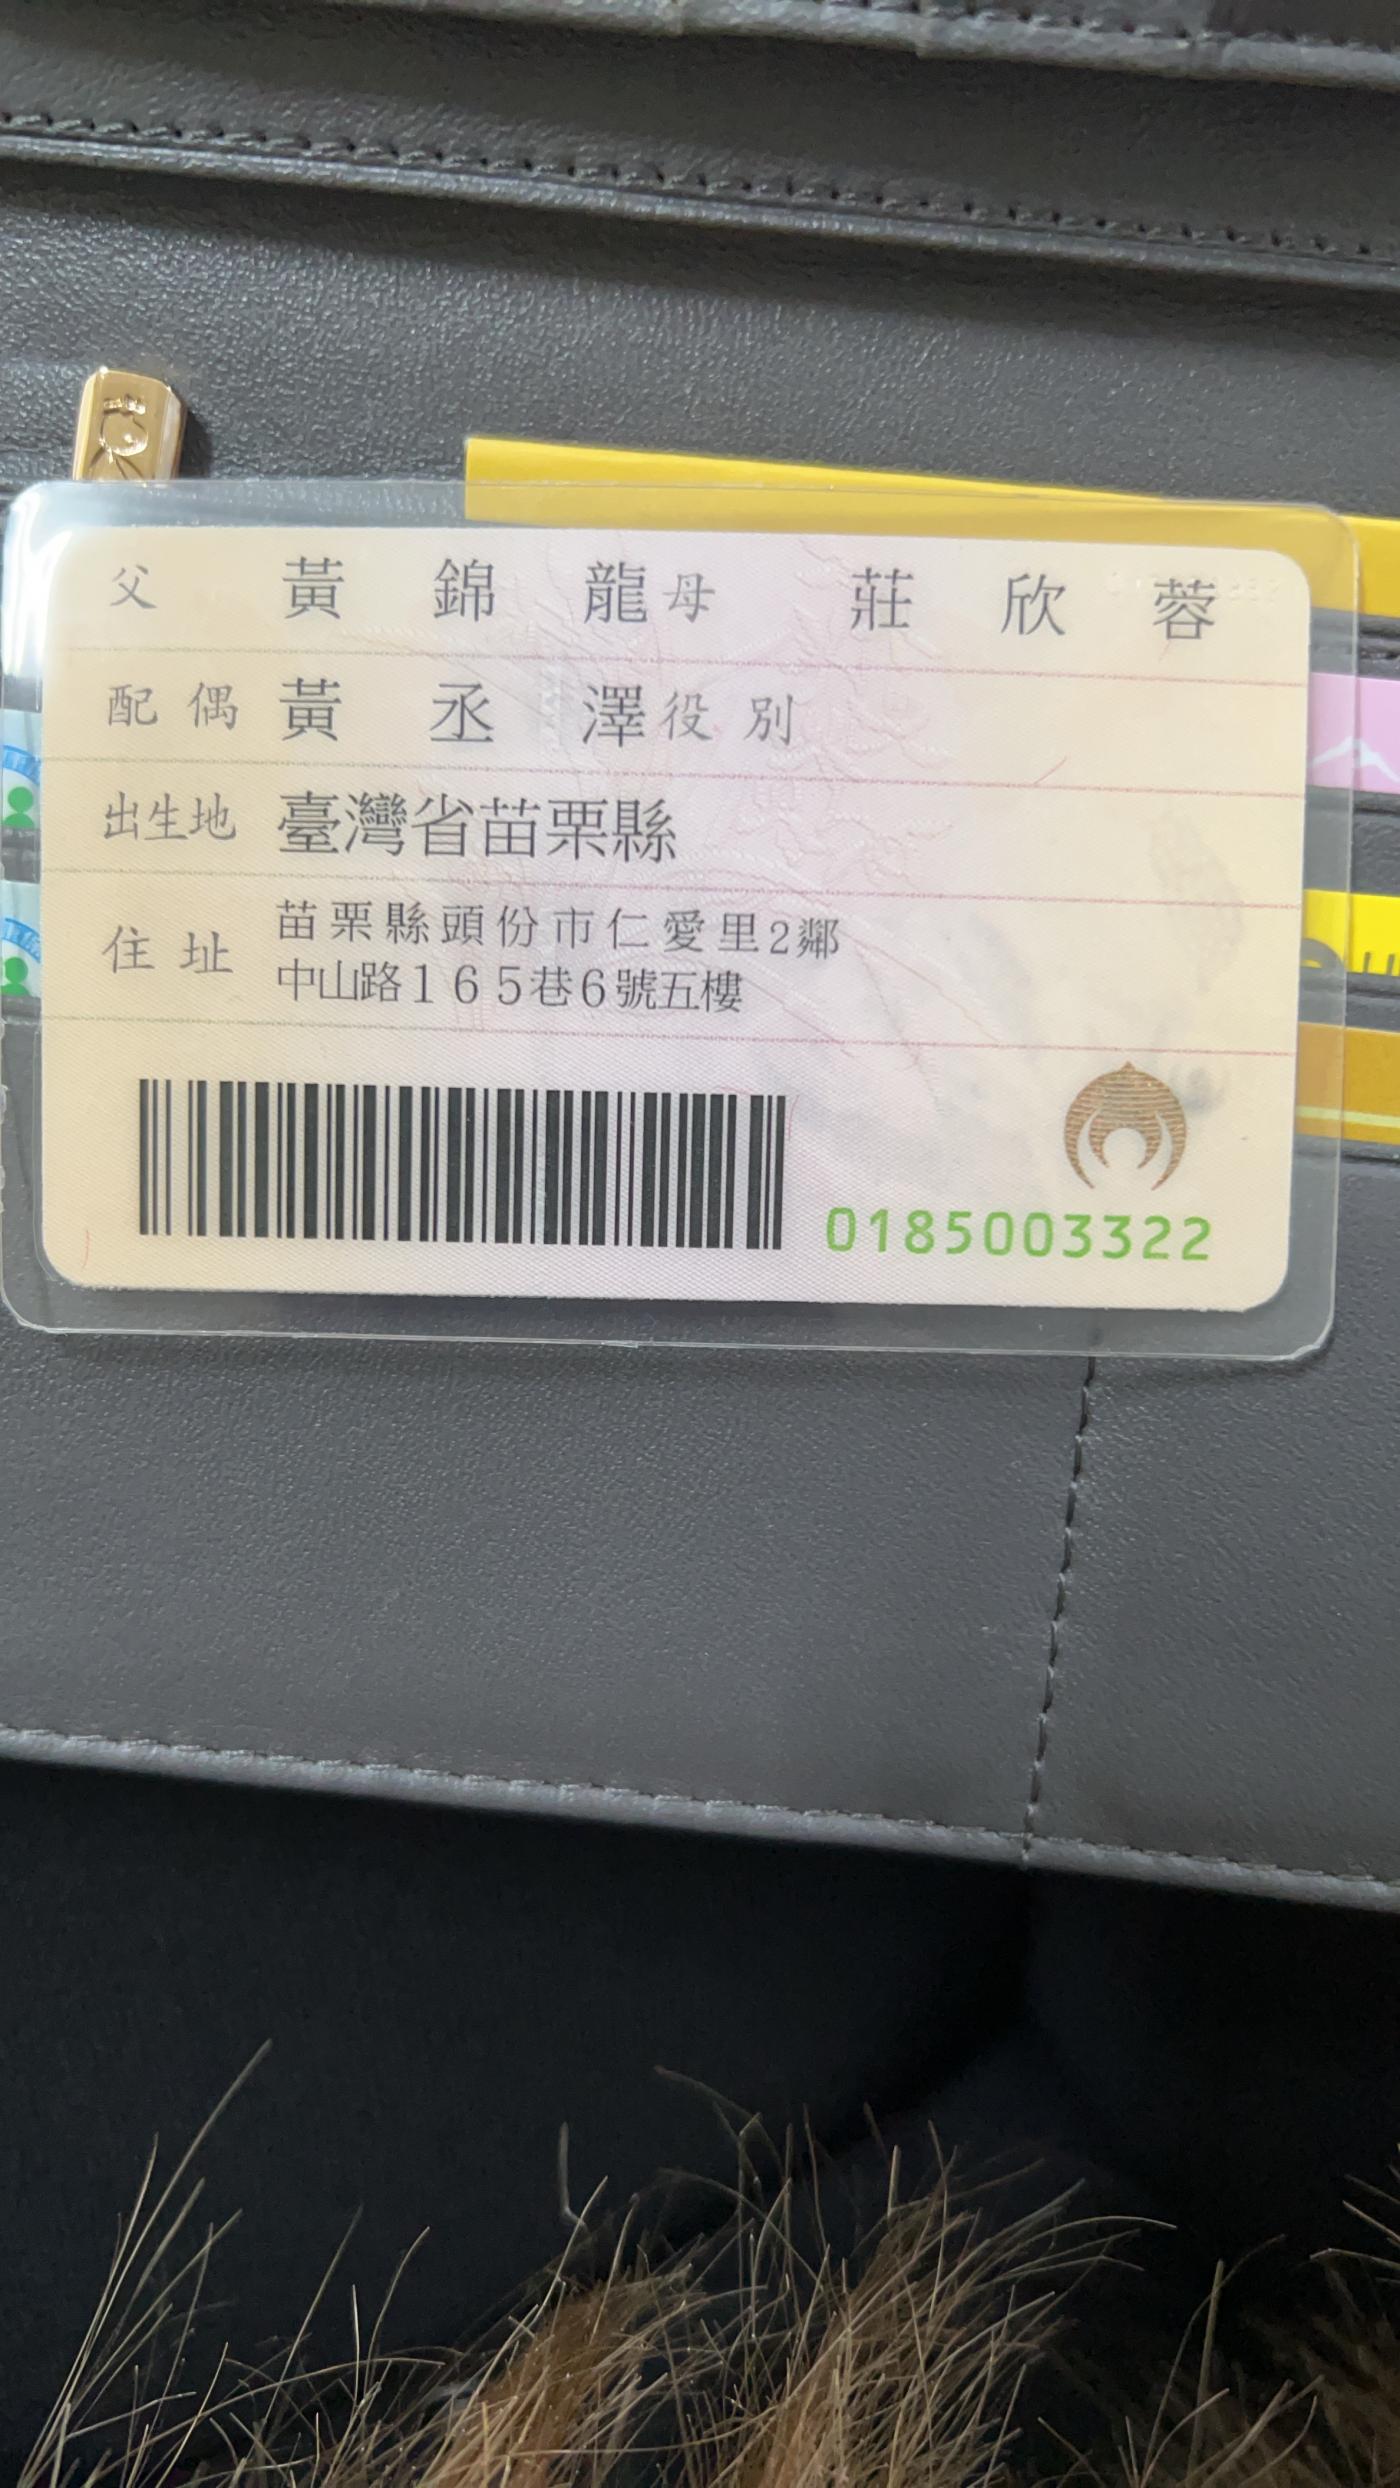 父 黃錦龍 母 莊欣蓉
配偶 黃丞澤 役別
出生地 臺灣省苗栗縣
住址 苗栗縣頭份市仁愛里2鄰
中山路165巷6號五樓
0185003322